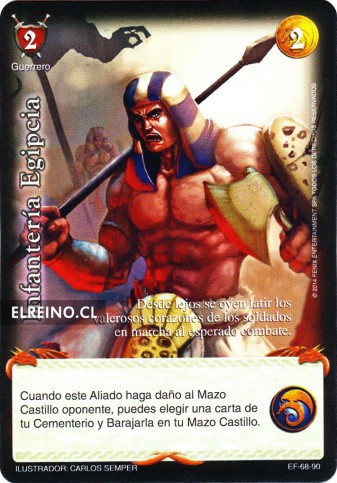 2
2
Guerrero
Infantería Egipcia
© 2014 FENIX ENTERTAINMENT SPA TODOS LOS DERECHOS RESERVADOS
Desde lejos se oyen latir los
valerosos corazones de los soldados
en marcha al esperado combate.
ELREINO.CL
Cuando este Aliado haga daño al Mazo
Castillo oponente, puedes elegir una carta de
tu Cementerio y Barajarla en tu Mazo Castillo.
ILUSTRADOR: CARLOS SEMPER
EF-68-90